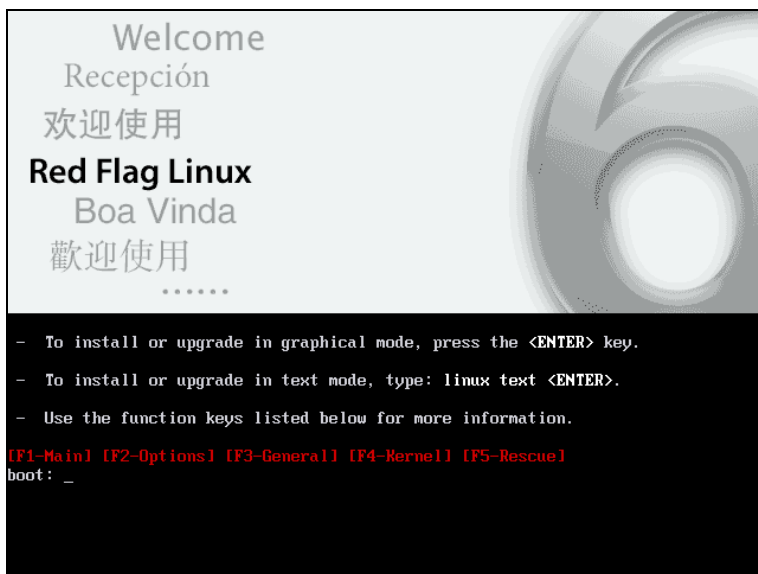 Welcome
Recepción
欢迎使用
Red Flag Linux
Boa Vinda
歡迎使用
......
- To install or upgrade in graphical mode, press the <ENTER> key.
- To install or upgrade in text mode, type: linux text <ENTER>.
- Use the function keys listed below for more information.
[F1-Main] [F2-Options] [F3-General] [F4-Kernel] [F5-Rescue]
boot: _